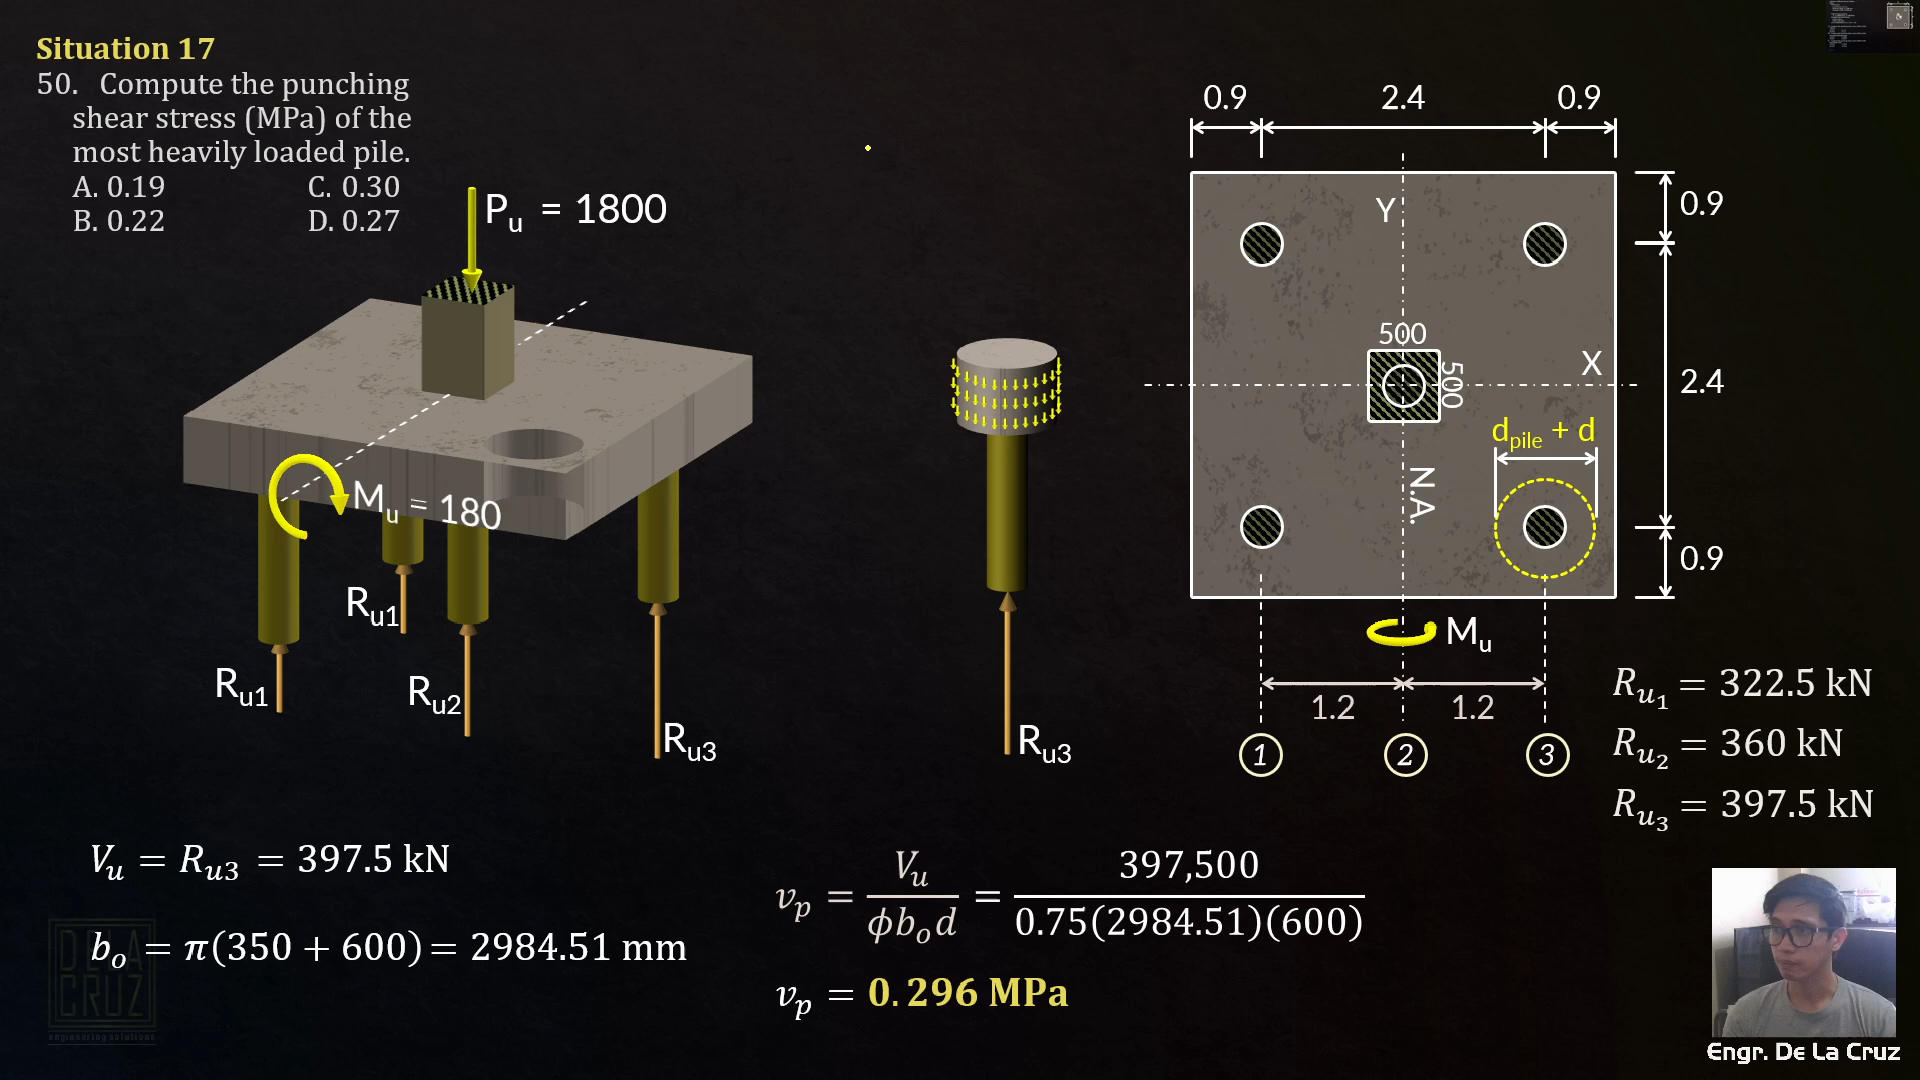 Situation 17
50. Compute the punching
shear stress (MPa) of the
most heavily loaded pile.
A. 0.19 C. 0.30
B. 0.22 D. 0.27
Pu = 1800
Mu = 180
Ru1
Ru1
Ru2
Ru3
Ru3
0.9 2.4 0.9
Y
0.9
500
500
X
2.4
dpile + d
N.A.
0.9
Mu
1.2 1.2
1 2 3
Ru1 = 322.5 kN
Ru2 = 360 kN
Ru3 = 397.5 kN
Vu = Ru3 = 397.5 kN
bo = π(350 + 600) = 2984.51 mm
vp = Vu / ϕbod = 397,500 / 0.75(2984.51)(600)
vp = 0.296 MPa
DELA
CRUZ
engineering solutions
Engr. De La Cruz